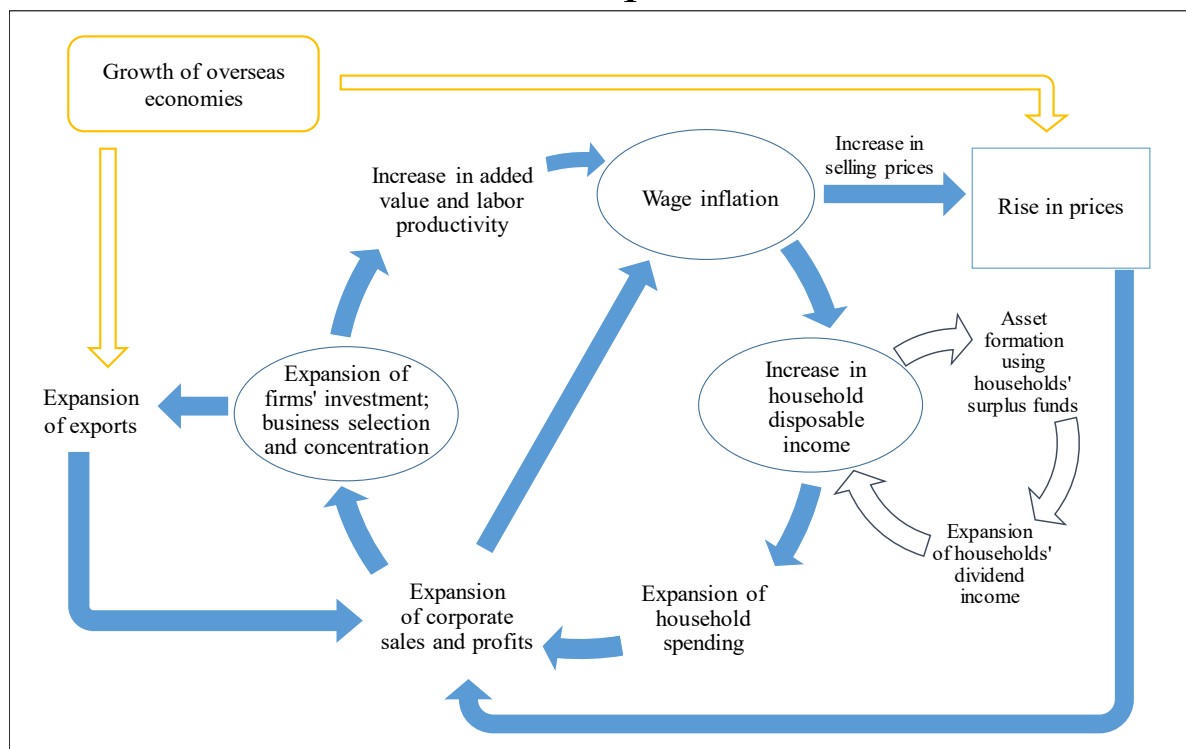 Growth of overseas
economies
Increase in
selling prices
Increase in added
value and labor
productivity
Wage inflation
Rise in prices
Asset
formation
using
households'
surplus funds
Expansion
of exports
Expansion of
firms' investment;
business selection
and concentration
Increase in
household
disposable
income
Expansion
of households'
dividend
income
Expansion
of corporate
sales and profits
Expansion of
household
spending